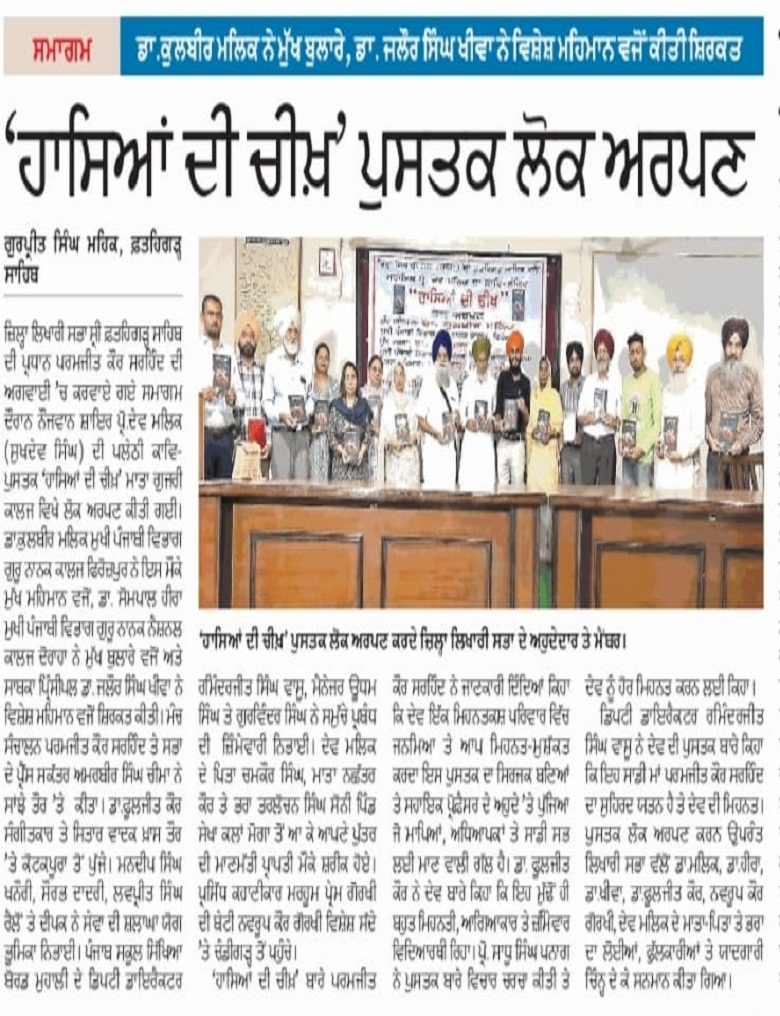 ਸਮਾਗਮ
ਡਾ.ਕੁਲਬੀਰ ਮਲਿਕ ਨੇ ਮੁੱਖ ਬੁਲਾਰੇ, ਡਾ. ਜਲੌਰ ਸਿੰਘ ਖੀਵਾ ਨੇ ਵਿਸ਼ੇਸ਼ ਮਹਿਮਾਨ ਵਜੋਂ ਕੀਤੀ ਸ਼ਿਰਕਤ
‘ਹਾਸਿਆਂ ਦੀ ਚੀਖ਼’ ਪੁਸਤਕ ਲੋਕ ਅਰਪਣ
ਗੁਰਪ੍ਰੀਤ ਸਿੰਘ ਮਹਿਕ, ਫ਼ਤਹਿਗੜ੍ਹ
ਸਾਹਿਬ
ਜ਼ਿਲ੍ਹਾ ਲਿਖਾਰੀ ਸਭਾ ਸ੍ਰੀ ਫ਼ਤਹਿਗੜ੍ਹ ਸਾਹਿਬ
ਦੀ ਪ੍ਰਧਾਨ ਪਰਮਜੀਤ ਕੌਰ ਸਰਹਿੰਦ ਦੀ
ਅਗਵਾਈ 'ਚ ਕਰਵਾਏ ਗਏ ਸਮਾਗਮ
ਦੌਰਾਨ ਨੌਜਵਾਨ ਸ਼ਾਇਰ ਪ੍ਰੋ.ਦੇਵ ਮਲਿਕ
(ਸੁਖਦੇਵ ਸਿੰਘ) ਦੀ ਪਲੇਠੀ ਕਾਵਿ-
ਪੁਸਤਕ 'ਹਾਸਿਆਂ ਦੀ ਚੀਖ਼' ਮਾਤਾ ਗੁਜਰੀ
ਕਾਲਜ ਵਿਖੇ ਲੋਕ ਅਰਪਣ ਕੀਤੀ ਗਈ।
ਡਾ.ਕੁਲਬੀਰ ਮਲਿਕ ਮੁਖੀ ਪੰਜਾਬੀ ਵਿਭਾਗ
ਗੁਰੂ ਨਾਨਕ ਕਾਲਜ ਫਿਰੋਜ਼ਪੁਰ ਨੇ ਇਸ ਮੌਕੇ
ਮੁੱਖ ਮਹਿਮਾਨ ਵਜੋਂ, ਡਾ. ਸੋਮਪਾਲ ਹੀਰਾ
ਮੁਖੀ ਪੰਜਾਬੀ ਵਿਭਾਗ ਗੁਰੂ ਨਾਨਕ ਨੈਸ਼ਨਲ
ਕਾਲਜ ਦੋਰਾਹਾ ਨੇ ਮੁੱਖ ਬੁਲਾਰੇ ਵਜੋਂ ਅਤੇ
ਸਾਬਕਾ ਪ੍ਰਿੰਸੀਪਲ ਡਾ.ਜਲੌਰ ਸਿੰਘ ਖੀਵਾ ਨੇ
ਵਿਸ਼ੇਸ਼ ਮਹਿਮਾਨ ਵਜੋਂ ਸ਼ਿਰਕਤ ਕੀਤੀ। ਮੰਚ
ਸੰਚਾਲਨ ਪਰਮਜੀਤ ਕੌਰ ਸਰਹਿੰਦ ਤੇ ਸਭਾ
ਦੇ ਪ੍ਰੈੱਸ ਸਕੱਤਰ ਅਮਰਬੀਰ ਸਿੰਘ ਚੀਮਾ ਨੇ
ਸਾਂਝੇ ਤੌਰ 'ਤੇ ਕੀਤਾ। ਡਾ.ਫੂਲਜੀਤ ਕੌਰ
ਸੰਗੀਤਕਾਰ ਤੇ ਸਿਤਾਰ ਵਾਦਕ ਖ਼ਾਸ ਤੌਰ
'ਤੇ ਕੋਟਕਪੂਰਾ ਤੋਂ ਪੁੱਜੇ। ਮਨਦੀਪ ਸਿੰਘ
ਖਨੌਰੀ, ਸੌਰਭ ਦਾਦਰੀ, ਲਵਪ੍ਰੀਤ ਸਿੰਘ
ਰੈਲੋਂ ਤੇ ਦੀਪਕ ਨੇ ਸੇਵਾ ਦੀ ਸ਼ਲਾਘਾ ਯੋਗ
ਭੂਮਿਕਾ ਨਿਭਾਈ। ਪੰਜਾਬ ਸਕੂਲ ਸਿੱਖਿਆ
ਬੋਰਡ ਮੁਹਾਲੀ ਦੇ ਡਿਪਟੀ ਡਾਇਰੈਕਟਰ
"ਹਾਸਿਆਂ ਦੀ ਚੀਖ"
'ਹਾਸਿਆਂ ਦੀ ਚੀਖ' ਪੁਸਤਕ ਲੋਕ ਅਰਪਣ ਕਰਦੇ ਜ਼ਿਲ੍ਹਾ ਲਿਖਾਰੀ ਸਭਾ ਦੇ ਅਹੁਦੇਦਾਰ ਤੇ ਮੈਂਬਰ।
ਰਮਿੰਦਰਜੀਤ ਸਿੰਘ ਵਾਸੂ, ਮੈਨੇਜਰ ਊਧਮ
ਸਿੰਘ ਤੇ ਗੁਰਵਿੰਦਰ ਸਿੰਘ ਨੇ ਸਮੁੱਚੇ ਪ੍ਰਬੰਧ
ਦੀ ਜ਼ਿੰਮੇਵਾਰੀ ਨਿਭਾਈ। ਦੇਵ ਮਲਿਕ
ਦੇ ਪਿਤਾ ਚਮਕੌਰ ਸਿੰਘ, ਮਾਤਾ ਨਛੱਤਰ
ਕੌਰ ਤੇ ਭਰਾ ਤਰਲੋਚਨ ਸਿੰਘ ਸੋਨੀ ਪਿੰਡ
ਸੇਖਾ ਕਲਾਂ ਮੋਗਾ ਤੋਂ ਆ ਕੇ ਆਪਣੇ ਪੁੱਤਰ
ਦੀ ਮਾਣਮੱਤੀ ਪ੍ਰਾਪਤੀ ਮੌਕੇ ਸ਼ਰੀਕ ਹੋਏ।
ਪ੍ਰਸਿੱਧ ਕਹਾਣੀਕਾਰ ਮਰਹੂਮ ਪ੍ਰੇਮ ਗੋਰਖੀ
ਦੀ ਬੇਟੀ ਨਵਰੂਪ ਕੌਰ ਗੋਰਖੀ ਵਿਸ਼ੇਸ਼ ਸੱਦੇ
'ਤੇ ਚੰਡੀਗੜ੍ਹ ਤੋਂ ਪਹੁੰਚੇ।
'ਹਾਸਿਆਂ ਦੀ ਚੀਖ਼' ਬਾਰੇ ਪਰਮਜੀਤ
ਕੌਰ ਸਰਹਿੰਦ ਨੇ ਜਾਣਕਾਰੀ ਦਿੰਦਿਆਂ ਕਿਹਾ
ਕਿ ਦੇਵ ਇੱਕ ਮਿਹਨਤਕਸ਼ ਪਰਿਵਾਰ ਵਿੱਚ
ਜਨਮਿਆ ਤੇ ਆਪ ਮਿਹਨਤ-ਮੁਸ਼ੱਕਤ
ਕਰਦਾ ਇਸ ਪੁਸਤਕ ਦਾ ਸਿਰਜਕ ਬਣਿਆਂ
ਤੇ ਸਹਾਇਕ ਪ੍ਰੋਫ਼ੈਸਰ ਦੇ ਅਹੁਦੇ 'ਤੇ ਪੁੱਜਿਆ
ਜੋ ਮਾਪਿਆਂ, ਅਧਿਆਪਕਾਂ ਤੇ ਸਾਡੀ ਸਭ
ਲਈ ਮਾਣ ਵਾਲੀ ਗੱਲ ਹੈ। ਡਾ. ਫੂਲਜੀਤ
ਕੌਰ ਨੇ ਦੇਵ ਬਾਰੇ ਕਿਹਾ ਕਿ ਇਹ ਮੁੱਢੋਂ ਹੀ
ਬਹੁਤ ਮਿਹਨਤੀ, ਆਗਿਆਕਾਰ ਤੇ ਜ਼ੰਮੇਵਾਰ
ਵਿਦਿਆਰਥੀ ਰਿਹਾ। ਪ੍ਰੋ. ਸਾਧੂ ਸਿੰਘ ਪਨਾਗ
ਨੇ ਪੁਸਤਕ ਬਾਰੇ ਵਿਚਾਰ ਚਰਚਾ ਕੀਤੀ ਤੇ
ਦੇਵ ਨੂੰ ਹੋਰ ਮਿਹਨਤ ਕਰਨ ਲਈ ਕਿਹਾ।
ਡਿਪਟੀ ਡਾਇਰੈਕਟਰ ਰਮਿੰਦਰਜੀਤ
ਸਿੰਘ ਵਾਸੂ ਨੇ ਦੇਵ ਦੀ ਪੁਸਤਕ ਬਾਰੇ ਕਿਹਾ
ਕਿ ਇਹ ਸਾਡੀ ਮਾਂ ਪਰਮਜੀਤ ਕੌਰ ਸਰਹਿੰਦ
ਦਾ ਸੁਹਿਰਦ ਯਤਨ ਹੈ ਤੇ ਦੇਵ ਦੀ ਮਿਹਨਤ।
ਪੁਸਤਕ ਲੋਕ ਅਰਪਣ ਕਰਨ ਉਪਰੰਤ
ਲਿਖਾਰੀ ਸਭਾ ਵੱਲੋਂ ਡਾ.ਮਲਿਕ, ਡਾ.ਹੀਰਾ,
ਡਾ.ਖੀਵਾ, ਡਾ.ਫੂਲਜੀਤ ਕੌਰ, ਨਵਰੂਪ ਕੌਰ
ਗੋਰਖੀ, ਦੇਵ ਮਲਿਕ ਦੇ ਮਾਤਾ-ਪਿਤਾ ਤੇ ਭਰਾ
ਦਾ ਲੋਈਆਂ, ਫੁੱਲਕਾਰੀਆਂ ਤੇ ਯਾਦਗਾਰੀ
ਚਿੰਨ੍ਹ ਦੇ ਕੇ ਸਨਮਾਨ ਕੀਤਾ ਗਿਆ।